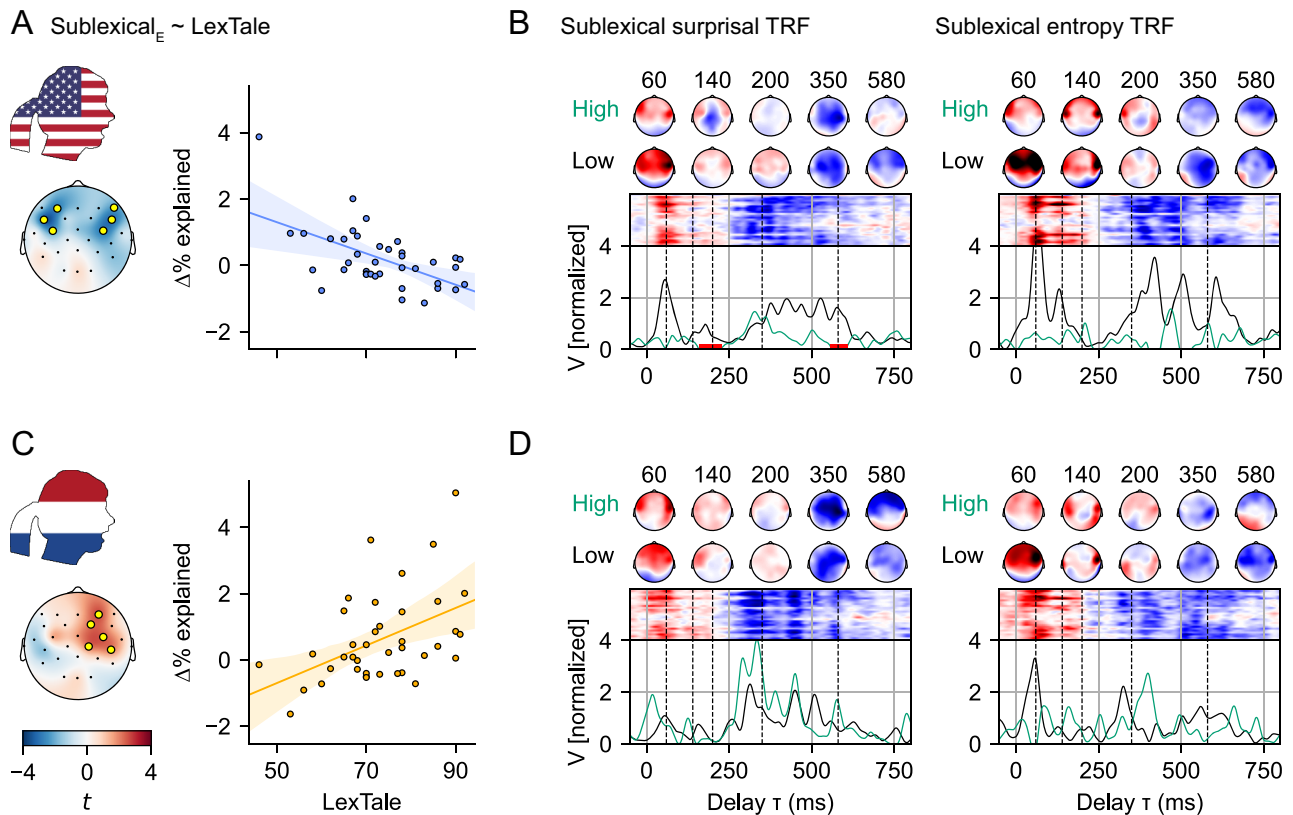 A Sublexical_E ~ LexTale
Δ% explained
4
2
0
−2
B Sublexical surprisal TRF
60 140 200 350 580
High
Low
4
2
0
V [normalized]
0 250 500 750
Sublexical entropy TRF
60 140 200 350 580
High
Low
4
2
0
0 250 500 750
C
Δ% explained
4
2
0
−2
50 70 90
LexTale
−4 0 4
t
D
60 140 200 350 580
High
Low
4
2
0
V [normalized]
0 250 500 750
Delay τ (ms)
60 140 200 350 580
High
Low
4
2
0
0 250 500 750
Delay τ (ms)